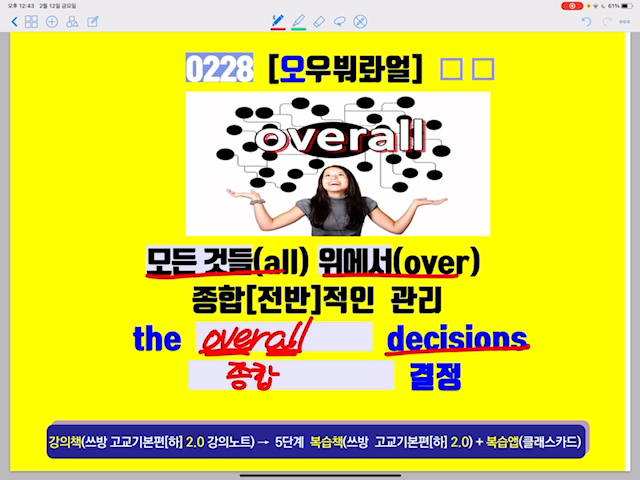 오후 12:43 2월 12일 금요일
61%
0228 [오우붜롸얼] □ □
overall
모든 것들(all) 위에서(over)
종합[전반]적인 관리
the overall decisions
종합 결정
강의책(쓰방 고교기본편[하] 2.0 강의노트) → 5단계 복습책(쓰방 고교기본편[하] 2.0) + 복습앱(클래스카드)